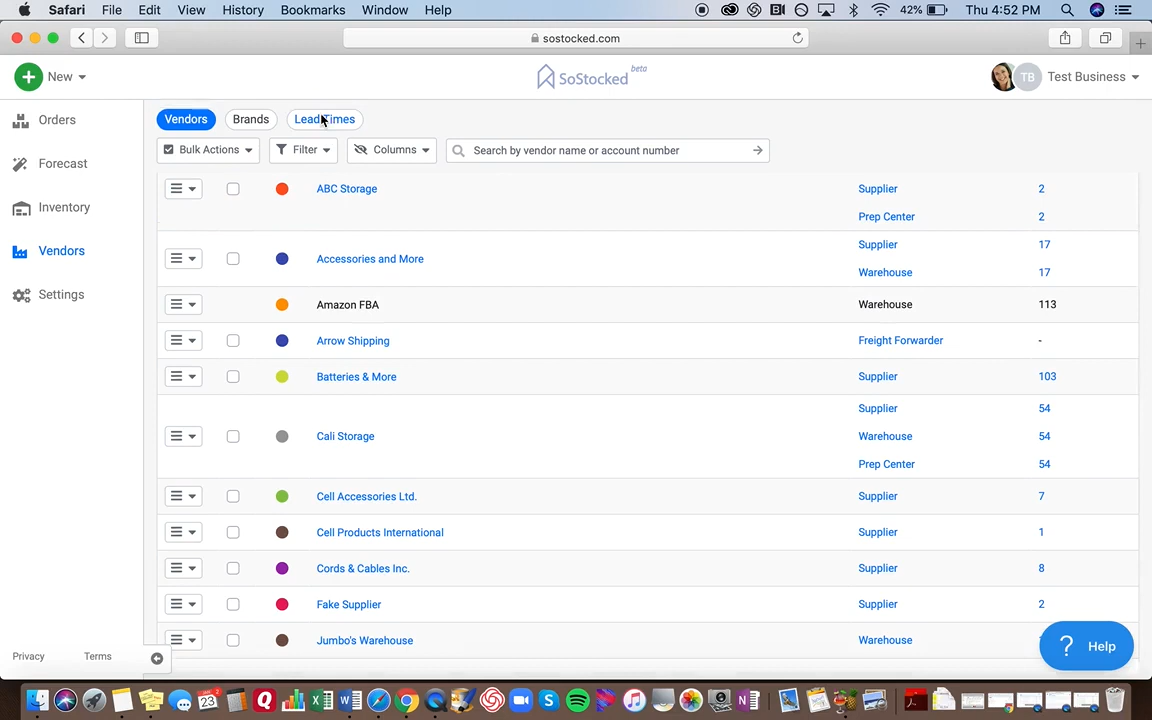 Safari File Edit View History Bookmarks Window Help 42% Thu 4:52 PM
sostocked.com
New SoStocked beta TB Test Business
Orders
Forecast
Inventory
Vendors
Settings
Vendors Brands Lead Times
Bulk Actions Filter Columns Search by vendor name or account number
ABC Storage Supplier 2
Prep Center 2
Accessories and More Supplier 17
Warehouse 17
Amazon FBA Warehouse 113
Arrow Shipping Freight Forwarder -
Batteries & More Supplier 103
Cali Storage Supplier 54
Warehouse 54
Prep Center 54
Cell Accessories Ltd. Supplier 7
Cell Products International Supplier 1
Cords & Cables Inc. Supplier 8
Fake Supplier Supplier 2
Jumbo's Warehouse Warehouse
Privacy Terms
? Help